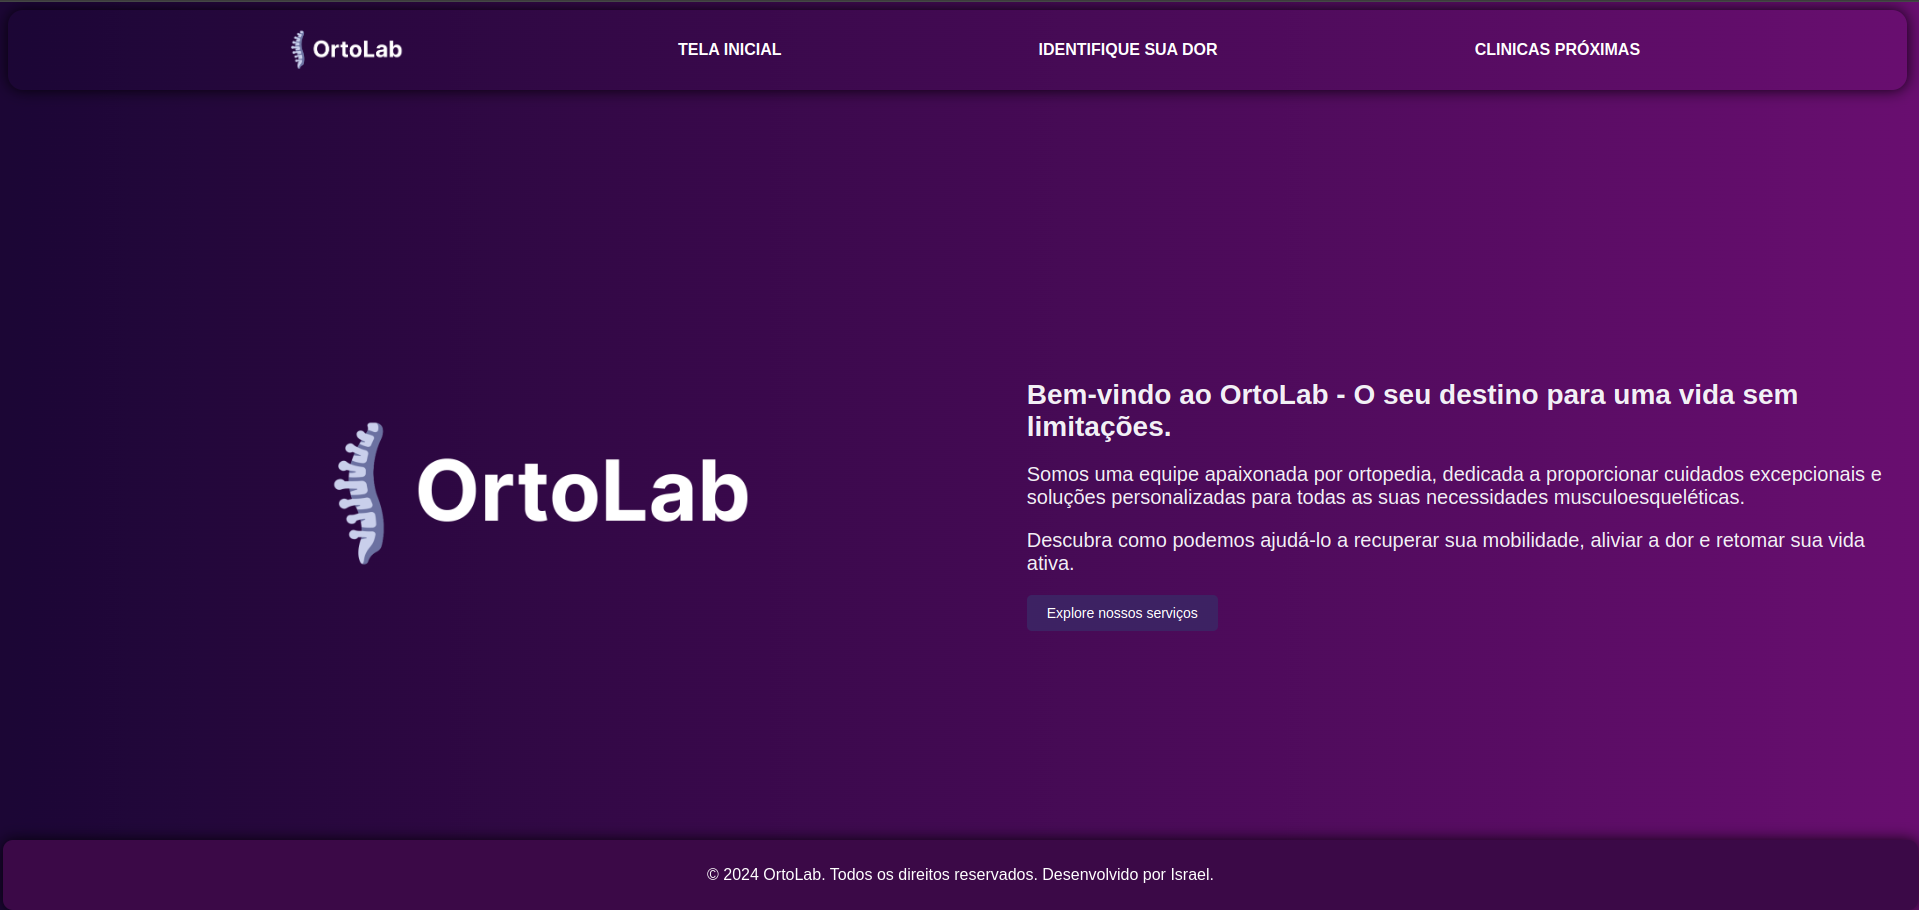 OrtoLab
TELA INICIAL
IDENTIFIQUE SUA DOR
CLINICAS PRÓXIMAS
OrtoLab
Bem-vindo ao OrtoLab - O seu destino para uma vida sem
limitações.
Somos uma equipe apaixonada por ortopedia, dedicada a proporcionar cuidados excepcionais e
soluções personalizadas para todas as suas necessidades musculoesqueléticas.
Descubra como podemos ajudá-lo a recuperar sua mobilidade, aliviar a dor e retomar sua vida
ativa.
Explore nossos serviços
© 2024 OrtoLab. Todos os direitos reservados. Desenvolvido por Israel.